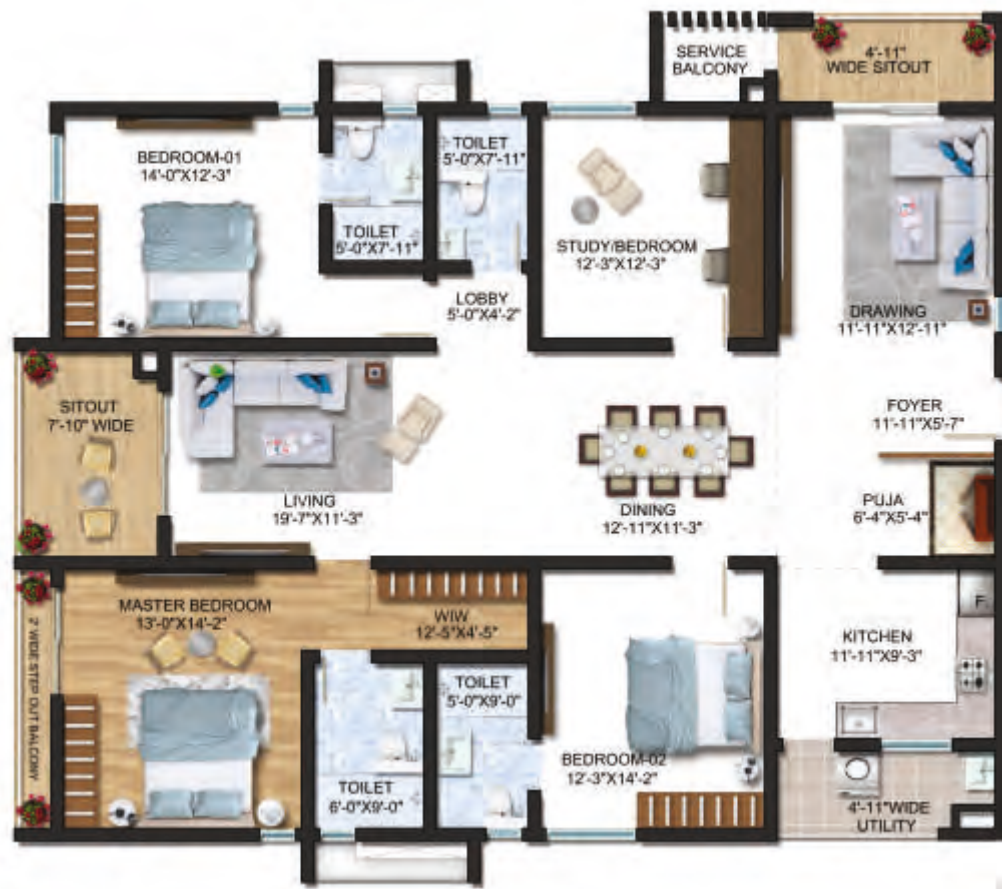 SERVICE
BALCONY
4'-11"
WIDE SITOUT
BEDROOM-01
14'-0"X12'-3"
TOILET
5'-0"X7'-11"
TOILET
5'-0"X7'-11"
STUDY/BEDROOM
12'-3"X12'-3"
LOBBY
5'-0"X4'-2"
DRAWING
11'-11"X12'-11"
SITOUT
7'-10" WIDE
FOYER
11'-11"X5'-7"
LIVING
19'-7"X11'-3"
DINING
12'-11"X11'-3"
PUJA
6'-4"X5'-4"
MASTER BEDROOM
13'-0"X14'-2"
WIW
12'-5"X4'-5"
F
KITCHEN
11'-11"X9'-3"
2' WIDE STEP OUT BALCONY
TOILET
5'-0"X9'-0"
TOILET
6'-0"X9'-0"
BEDROOM-02
12'-3"X14'-2"
4'-11"WIDE
UTILITY